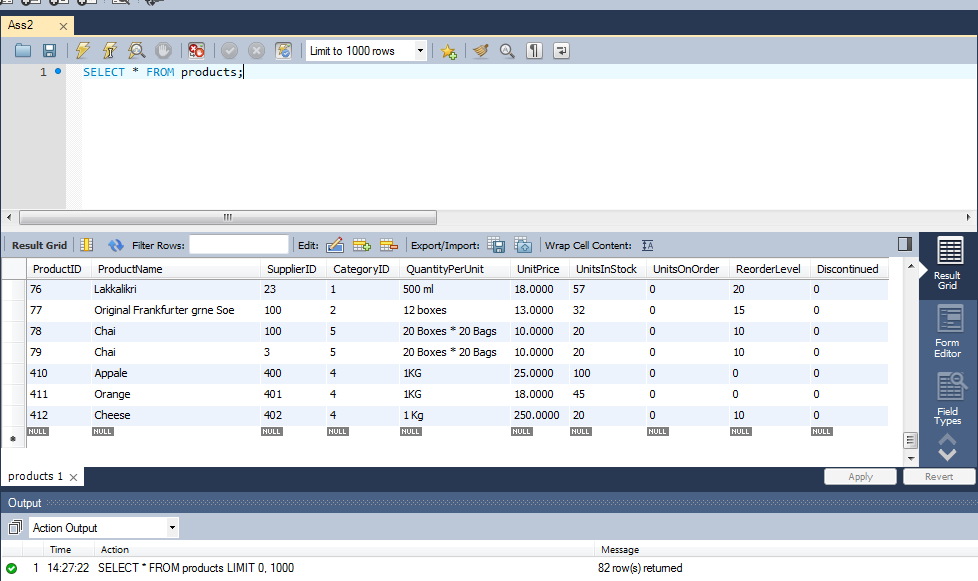 Ass2
Limit to 1000 rows
1 SELECT * FROM products;
Result Grid Filter Rows: Edit: Export/Import: Wrap Cell Content: IA
ProductID ProductName SupplierID CategoryID QuantityPerUnit UnitPrice UnitsInStock UnitsOnOrder ReorderLevel Discontinued
76 Lakkalikri 23 1 500 ml 18.0000 57 0 20 0
77 Original Frankfurter grne Soe 100 2 12 boxes 13.0000 32 0 15 0
78 Chai 100 5 20 Boxes * 20 Bags 10.0000 20 0 10 0
79 Chai 3 5 20 Boxes * 20 Bags 10.0000 20 0 10 0
410 Appale 400 4 1KG 25.0000 100 0 0 0
411 Orange 401 4 1KG 18.0000 45 0 0 0
412 Cheese 402 4 1 Kg 250.0000 20 0 10 0
NULL NULL NULL NULL NULL NULL NULL NULL NULL NULL
Result
Grid
Form
Editor
Field
Types
products 1
Apply Revert
Output
Action Output
Time Action Message
1 14:27:22 SELECT * FROM products LIMIT 0, 1000 82 row(s) returned